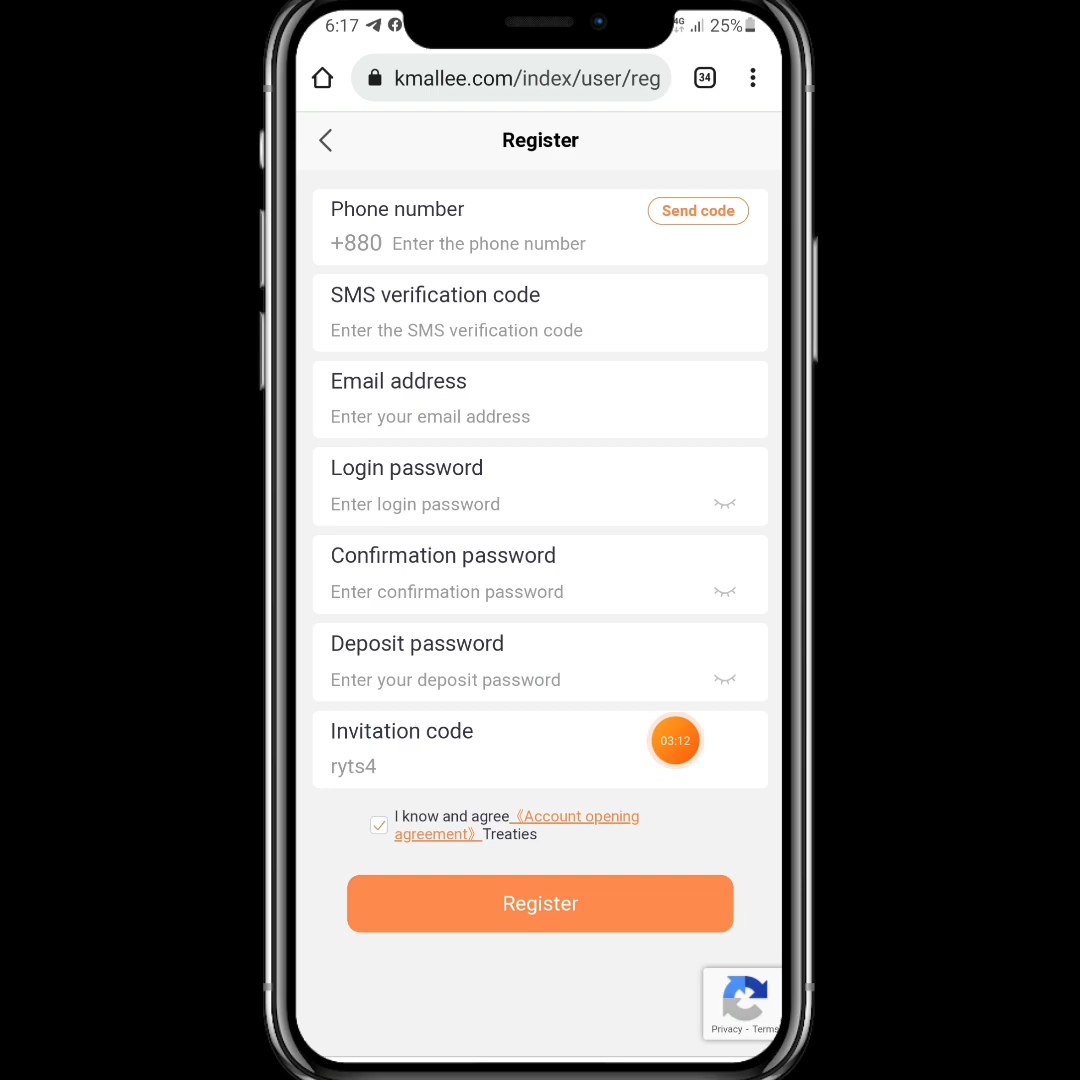 6:17 4G 25%
kmallee.com/index/user/reg 34
Register
Phone number Send code
+880 Enter the phone number
SMS verification code
Enter the SMS verification code
Email address
Enter your email address
Login password
Enter login password
Confirmation password
Enter confirmation password
Deposit password
Enter your deposit password
Invitation code
03:12
ryts4
I know and agree《Account opening
agreement》Treaties
Register
Privacy - Terms